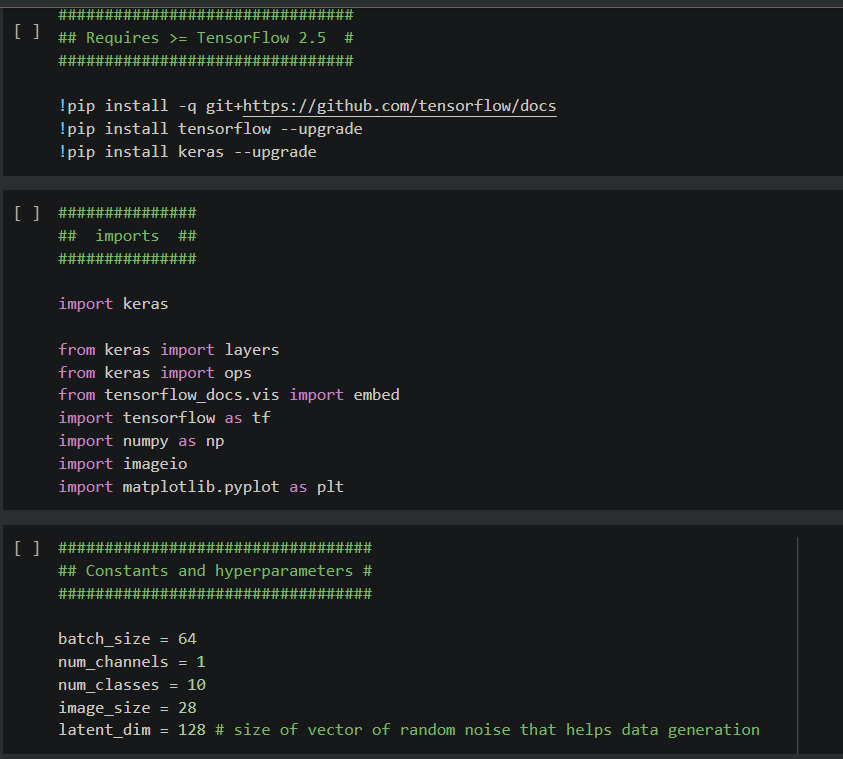 ################################
[ ] ## Requires >= TensorFlow 2.5  #
################################
!pip install -q git+https://github.com/tensorflow/docs
!pip install tensorflow --upgrade
!pip install keras --upgrade
[ ] ###############
##  imports  ##
###############
import keras
from keras import layers
from keras import ops
from tensorflow_docs.vis import embed
import tensorflow as tf
import numpy as np
import imageio
import matplotlib.pyplot as plt
[ ] ##################################
## Constants and hyperparameters #
##################################
batch_size = 64
num_channels = 1
num_classes = 10
image_size = 28
latent_dim = 128 # size of vector of random noise that helps data generation